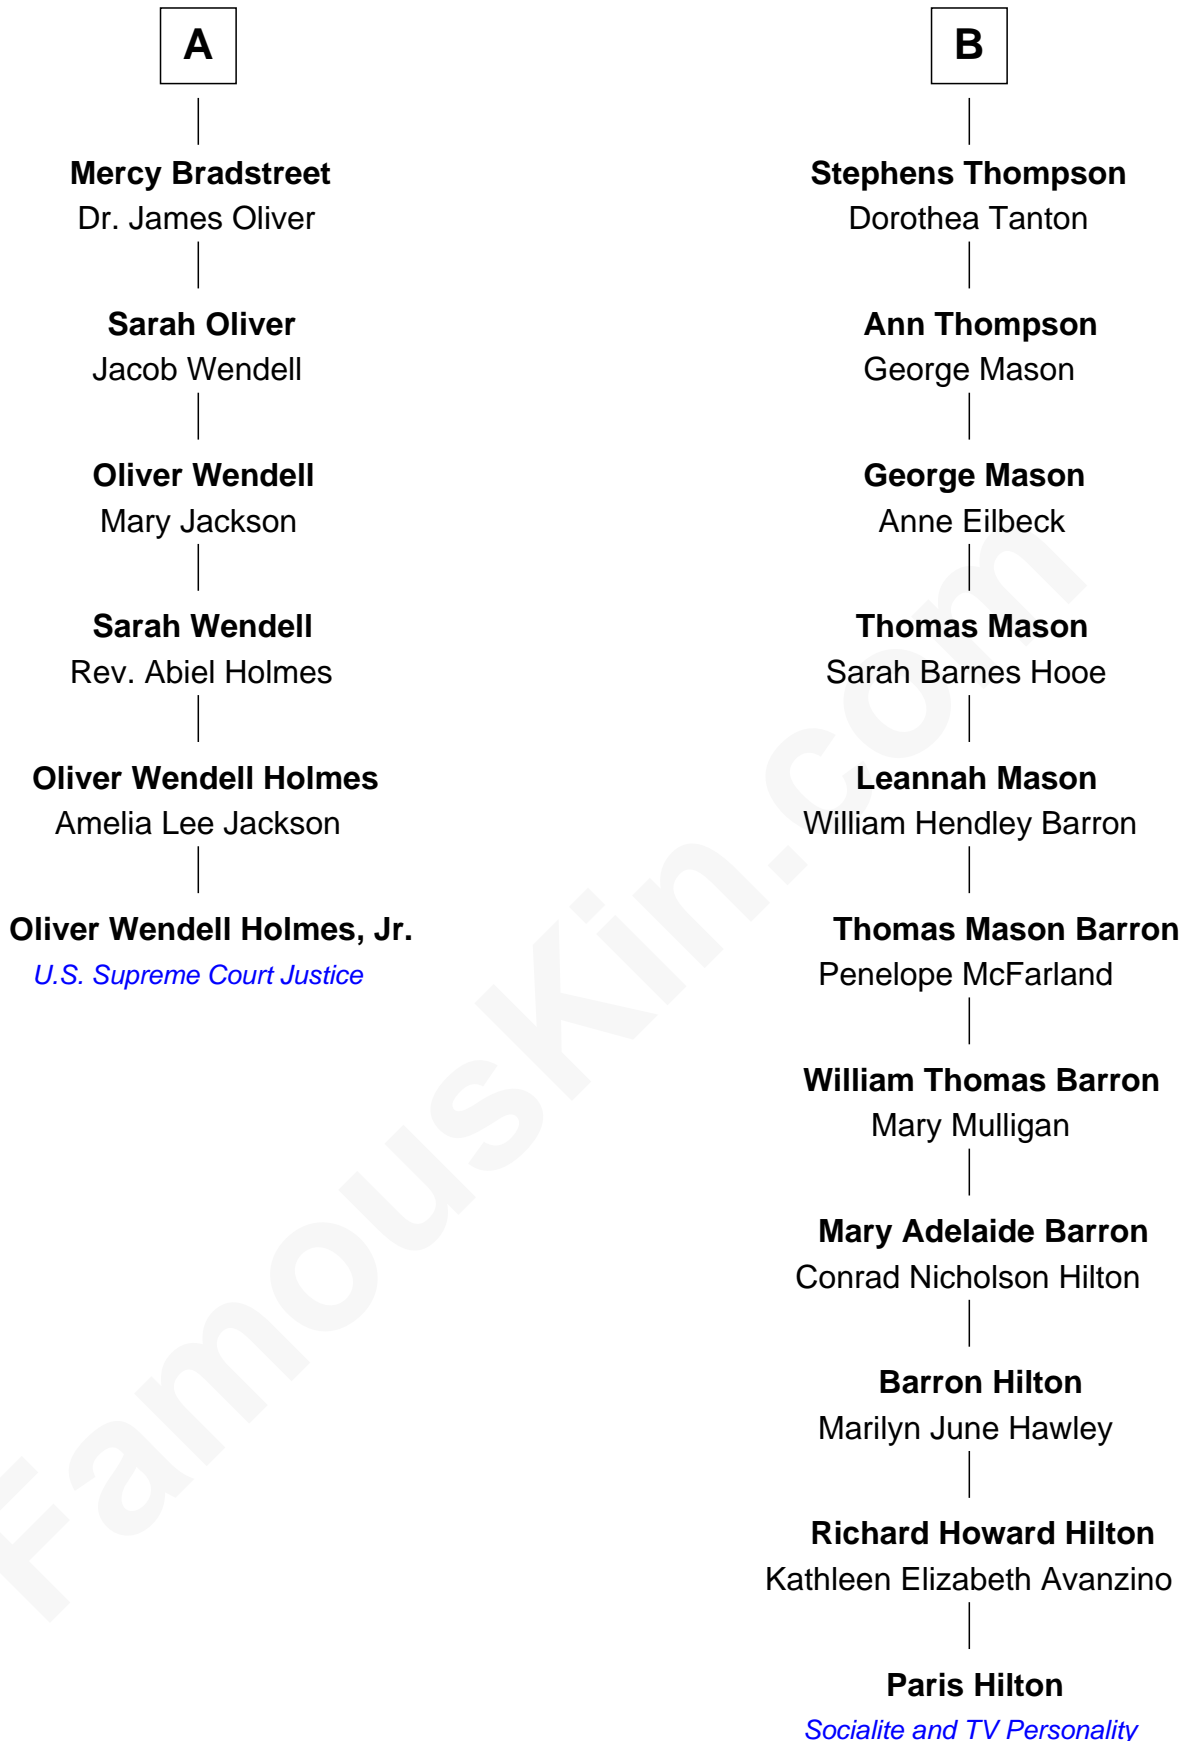 A
Mercy Bradstreet
Dr. James Oliver
Sarah Oliver
Jacob Wendell
Oliver Wendell
Mary Jackson
Sarah Wendell
Rev. Abiel Holmes
Oliver Wendell Holmes
Amelia Lee Jackson
Oliver Wendell Holmes, Jr.
U.S. Supreme Court Justice
B
Stephens Thompson
Dorothea Tanton
Ann Thompson
George Mason
George Mason
Anne Eilbeck
Thomas Mason
Sarah Barnes Hooe
Leannah Mason
William Hendley Barron
Thomas Mason Barron
Penelope McFarland
William Thomas Barron
Mary Mulligan
Mary Adelaide Barron
Conrad Nicholson Hilton
Barron Hilton
Marilyn June Hawley
Richard Howard Hilton
Kathleen Elizabeth Avanzino
Paris Hilton
Socialite and TV Personality
FamousKin.com